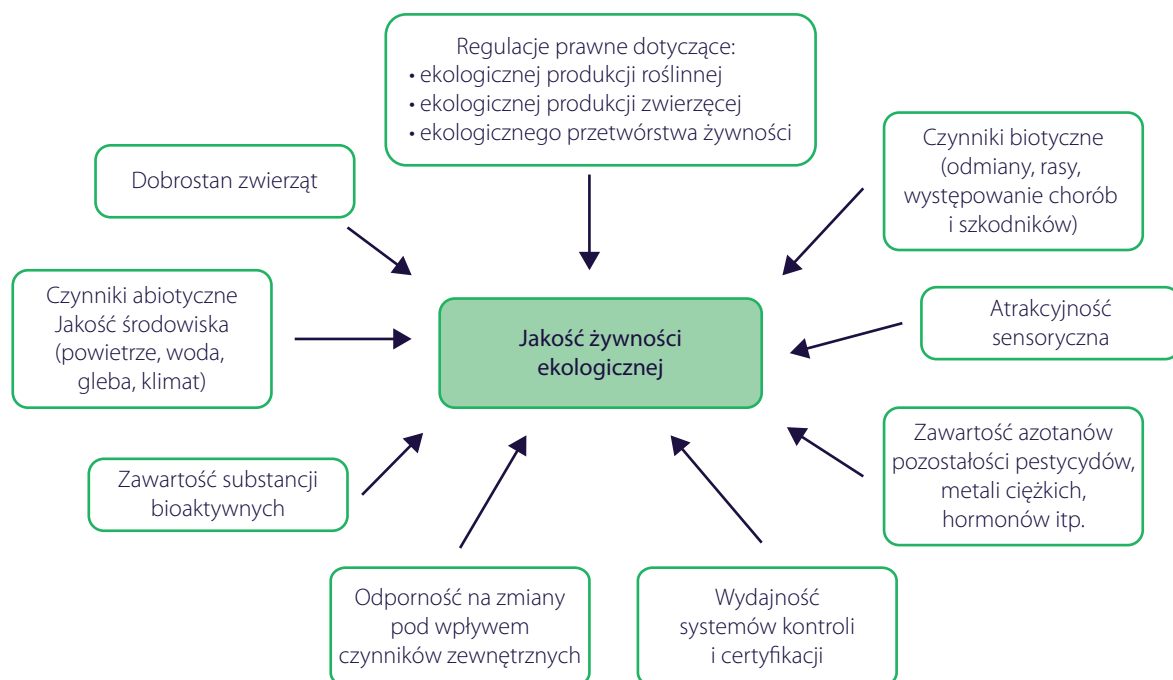 Regulacje prawne dotyczące:
• ekologicznej produkcji roślinnej
• ekologicznej produkcji zwierzęcej
• ekologicznego przetwórstwa żywności
Czynniki biotyczne
(odmiany, rasy,
występowanie chorób
i szkodników)
Dobrostan zwierząt
Czynniki abiotyczne
Jakość środowiska
(powietrze, woda,
gleba, klimat)
Jakość żywności
ekologicznej
Atrakcyjność
sensoryczna
Zawartość substancji
bioaktywnych
Zawartość azotanów
pozostałości pestycydów,
metali ciężkich,
hormonów itp.
Odporność na zmiany
pod wpływem
czynników zewnętrznych
Wydajność
systemów kontroli
i certyfikacji